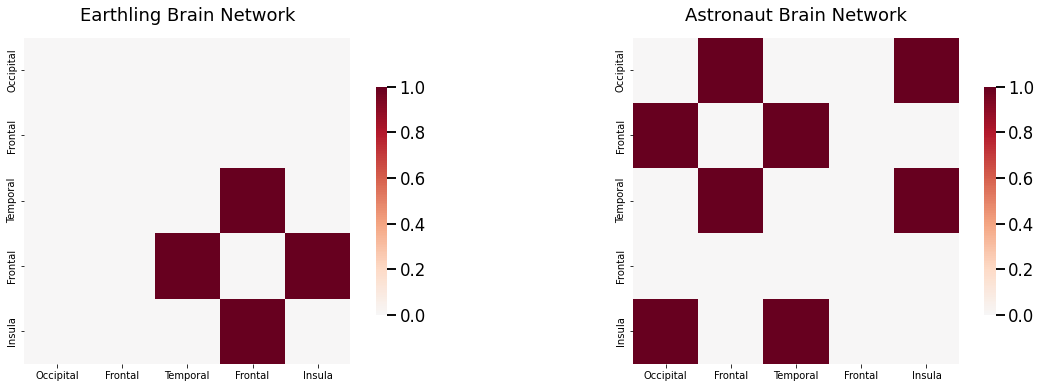 Earthling Brain Network
Occipital
Frontal
Temporal
Frontal
Insula
Occipital Frontal Temporal Frontal Insula
1.0
0.8
0.6
0.4
0.2
0.0
Astronaut Brain Network
Occipital
Frontal
Temporal
Frontal
Insula
Occipital Frontal Temporal Frontal Insula
1.0
0.8
0.6
0.4
0.2
0.0